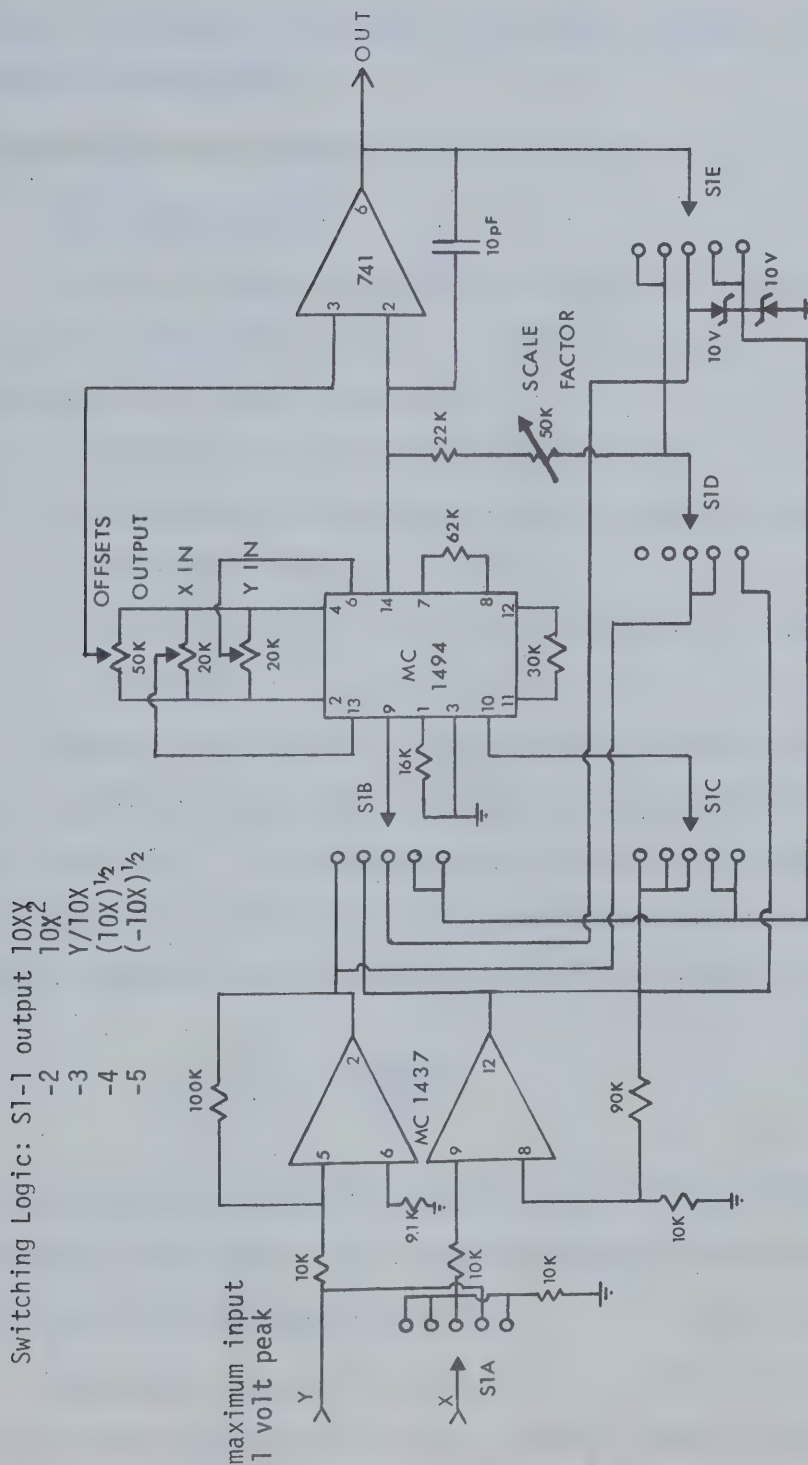 Switching Logic: S1-1 output 10XY
-2 10X²
-3 Y/10X
-4 (10X)½
-5 (-10X)½
maximum input
1 volt peak
Y
X
S1A
10K
10K
10K
100K
9.1K
5
6
2
MC 1437
9
8
12
90K
10K
S1B
S1C
OFFSETS
OUTPUT
50K
X IN
20K
Y IN
20K
2
4
13
6
9
14
1
7
3
8
10
11
12
MC
1494
16K
62K
30K
22K
SCALE
FACTOR
50K
S1D
3
2
6
741
10pF
OUT
S1E
10V
10V